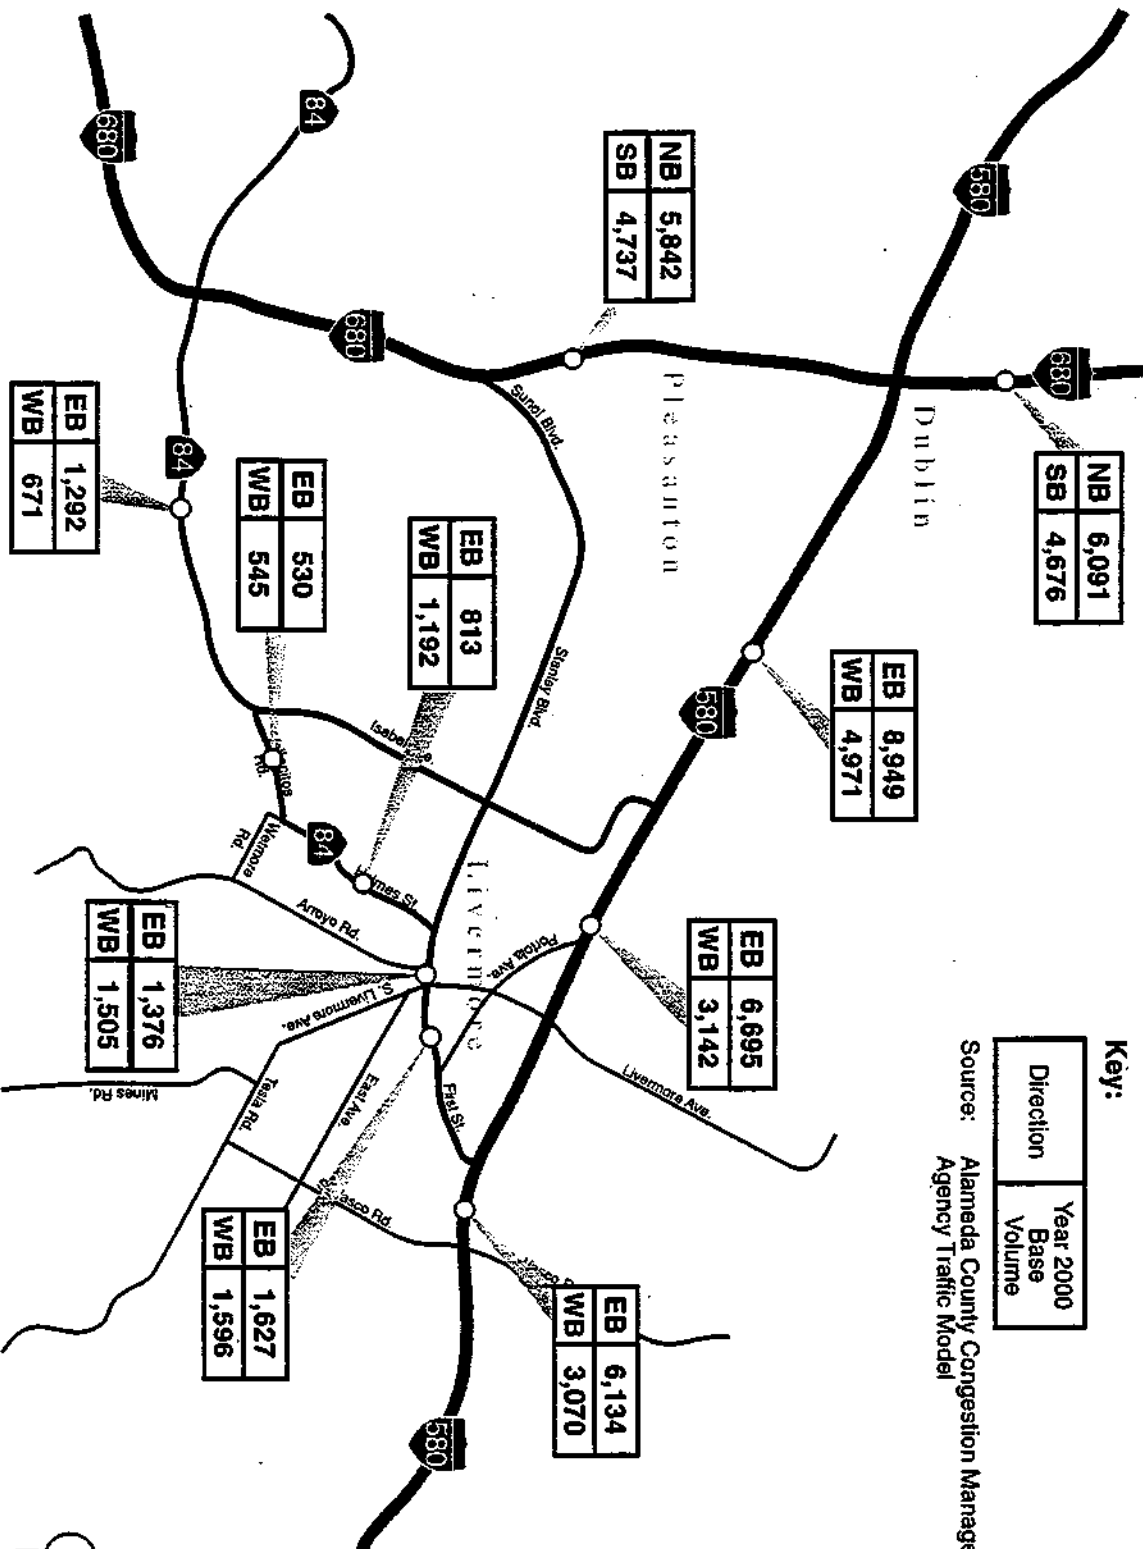 Key:
Direction
Year 2000
Base
Volume
Source: Alameda County Congestion
Agency Traffic Model
580
680
NB 6,091
SB 4,676
Dublin
EB 8,949
WB 4,971
580
NB 5,842
SB 4,737
Pleasanton
EB 6,695
WB 3,142
Livermore Ave.
EB 6,134
WB 3,070
580
Sunol Blvd.
Stanley Blvd.
Portola Ave.
Livermore
First St.
680
84
EB 813
WB 1,192
Holmes St.
84
Arroyo Rd.
S. Livermore Ave.
East Ave.
Rd.
EB 530
WB 545
Rd.
Wetmore
Rd.
Tesla Rd.
Mines Rd.
EB 1,627
WB 1,596
EB 1,376
WB 1,505
680
84
EB 1,292
WB 671